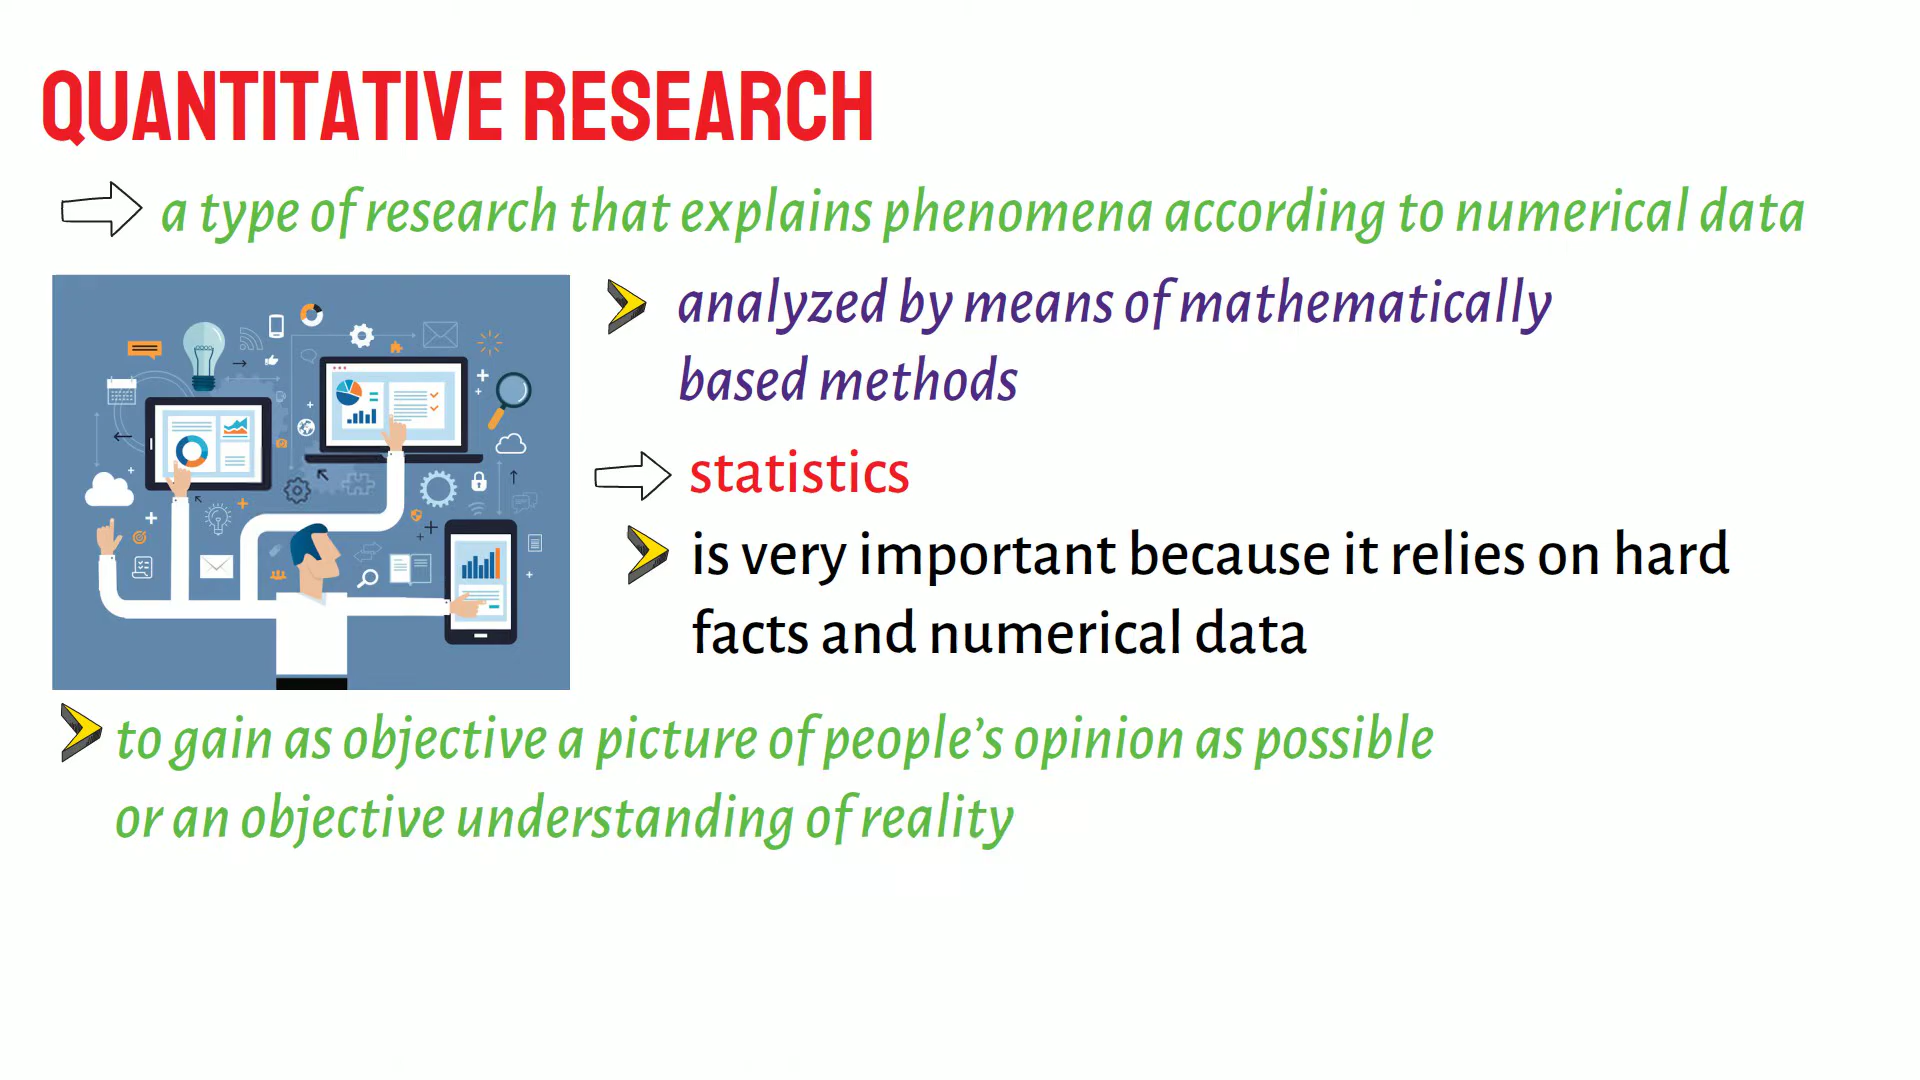 QUANTITATIVE RESEARCH
a type of research that explains phenomena according to numerical data
analyzed by means of mathematically
based methods
statistics
is very important because it relies on hard
facts and numerical data
to gain as objective a picture of people's opinion as possible
or an objective understanding of reality